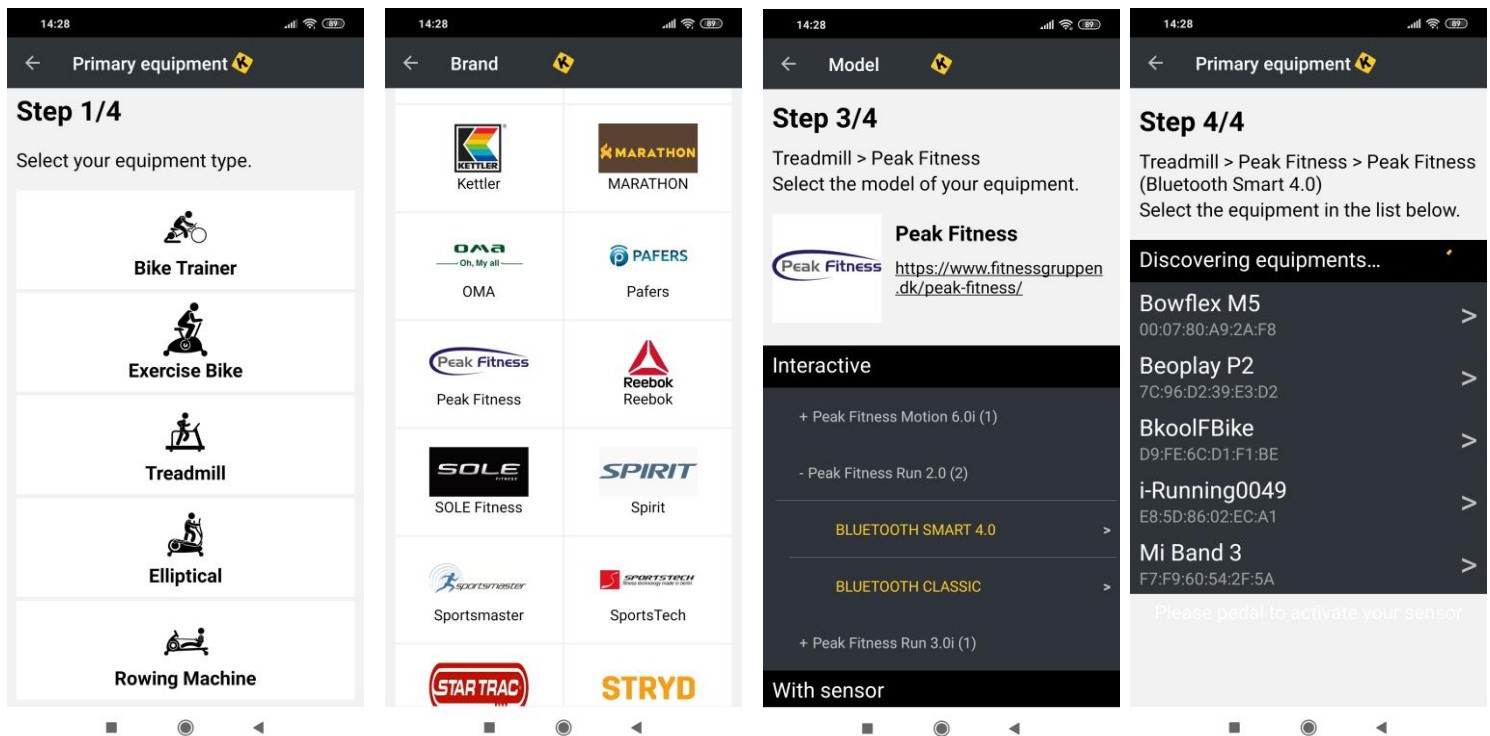 14:28
89
Primary equipment
K
Step 1/4
Select your equipment type.
Bike Trainer
Exercise Bike
Treadmill
Elliptical
Rowing Machine
14:28
89
Brand
K
KETTLER
Kettler
MARATHON
MARATHON
OMA
Oh, My all
OMA
PAFERS
Pafers
Peak Fitness
Peak Fitness
Reebok
Reebok
SOLE
FITNESS
SOLE Fitness
SPIRIT
Spirit
Sportsmaster
Sportsmaster
SPORTSTECH
fitness technology made in berlin
SportsTech
STAR TRAC
STRYD
14:28
89
Model
K
Step 3/4
Treadmill > Peak Fitness
Select the model of your equipment.
Peak Fitness
Peak Fitness
https://www.fitnessgruppen
.dk/peak-fitness/
Interactive
+ Peak Fitness Motion 6.0i (1)
- Peak Fitness Run 2.0 (2)
BLUETOOTH SMART 4.0 >
BLUETOOTH CLASSIC >
+ Peak Fitness Run 3.0i (1)
With sensor
14:28
89
Primary equipment
K
Step 4/4
Treadmill > Peak Fitness > Peak Fitness
(Bluetooth Smart 4.0)
Select the equipment in the list below.
Discovering equipments...
Bowflex M5
00:07:80:A9:2A:F8
>
Beoplay P2
7C:96:D2:39:E3:D2
>
BkoolFBike
D9:FE:6C:D1:F1:BE
>
i-Running0049
E8:5D:86:02:EC:A1
>
Mi Band 3
F7:F9:60:54:2F:5A
>
Please pedal to activate your sensor